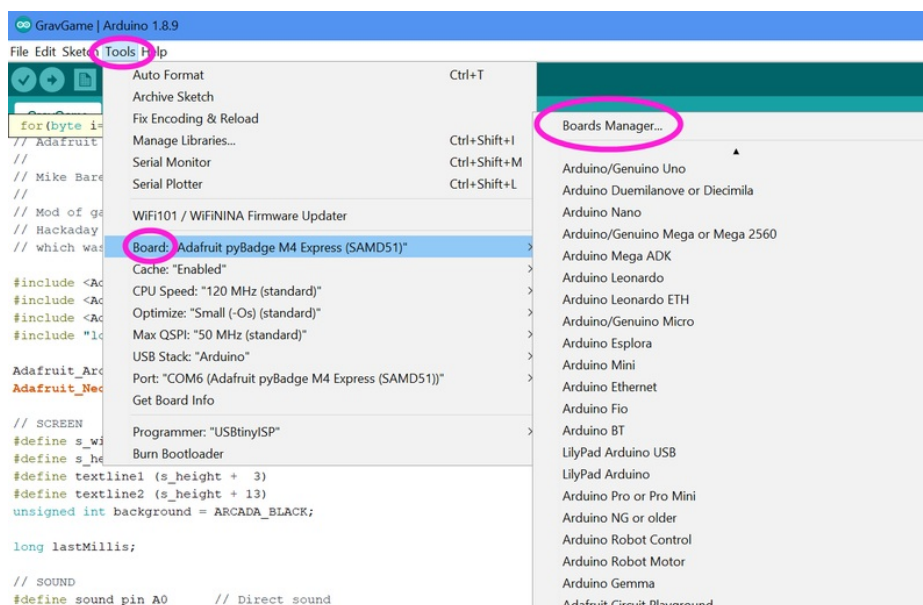 GravGame | Arduino 1.8.9
File Edit Sketch Tools Help
Auto Format Ctrl+T
Archive Sketch
Fix Encoding & Reload
Manage Libraries... Ctrl+Shift+I
Serial Monitor Ctrl+Shift+M
Serial Plotter Ctrl+Shift+L
WiFi101 / WiFiNINA Firmware Updater
Board: "Adafruit pyBadge M4 Express (SAMD51)"
Cache: "Enabled"
CPU Speed: "120 MHz (standard)"
Optimize: "Small (-Os) (standard)"
Max QSPI: "50 MHz (standard)"
USB Stack: "Arduino"
Port: "COM6 (Adafruit pyBadge M4 Express (SAMD51))"
Get Board Info
Programmer: "USBtinyISP"
Burn Bootloader
Boards Manager...
Arduino/Genuino Uno
Arduino Duemilanove or Diecimila
Arduino Nano
Arduino/Genuino Mega or Mega 2560
Arduino Mega ADK
Arduino Leonardo
Arduino Leonardo ETH
Arduino/Genuino Micro
Arduino Esplora
Arduino Mini
Arduino Ethernet
Arduino Fio
Arduino BT
LilyPad Arduino USB
LilyPad Arduino
Arduino Pro or Pro Mini
Arduino NG or older
Arduino Robot Control
Arduino Robot Motor
Arduino Gemma
Adafruit Circuit Playground
for(byte i=
// Adafruit
//
// Mike Bare
//
// Mod of ga
// Hackaday
// which was
#include <Ad
#include <Ad
#include <Ad
#include "lo
Adafruit_Arc
Adafruit_Neo
// SCREEN
#define s_wi
#define s_he
#define textline1 (s_height + 3)
#define textline2 (s_height + 13)
unsigned int background = ARCADA_BLACK;
long lastMillis;
// SOUND
#define sound_pin A0 // Direct sound